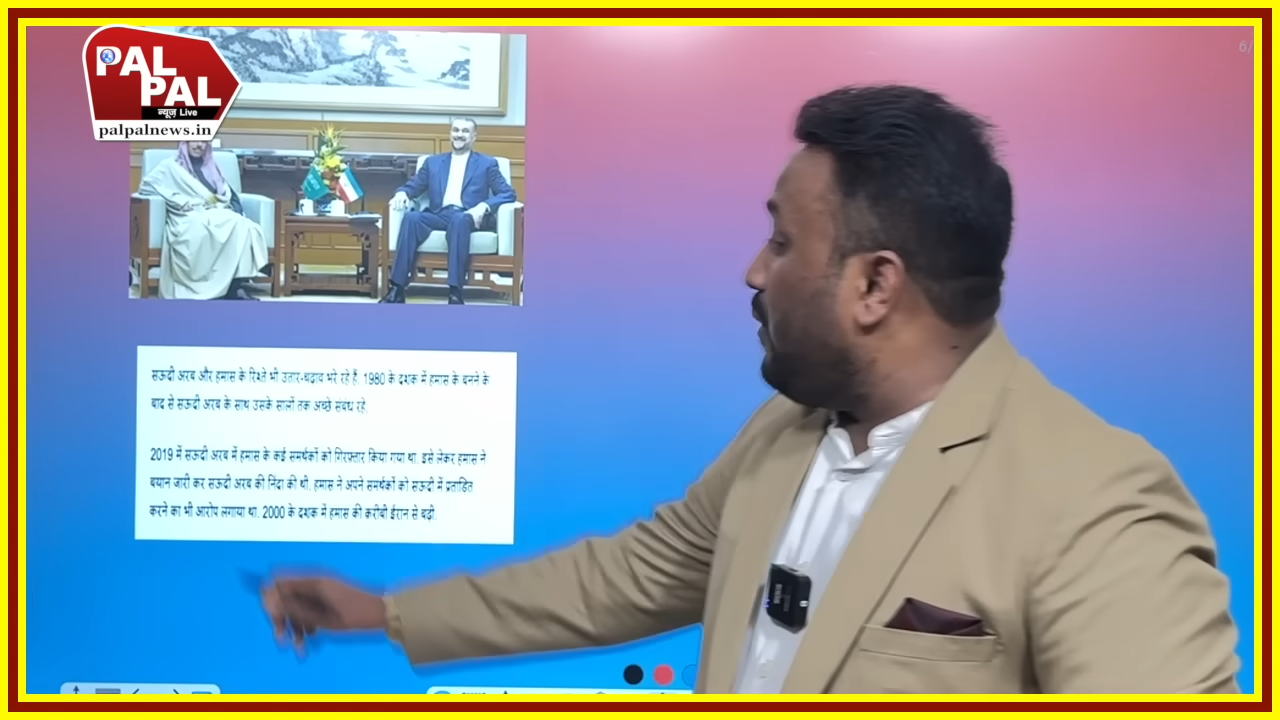 6/
PAL
PAL
न्यूज़ Live
palpalnews.in
सऊदी अरब और हमास के रिश्ते भी उतार-चढ़ाव भरे रहे हैं. 1980 के दशक में हमास के बनने के
बाद से सऊदी अरब के साथ उसके सालों तक अच्छे संबंध रहे.
2019 में सऊदी अरब में हमास के कई समर्थकों को गिरफ्तार किया गया था. इसे लेकर हमास ने
बयान जारी कर सऊदी अरब की निंदा की थी. हमास ने अपने समर्थकों को सऊदी में प्रताड़ित
करने का भी आरोप लगाया था. 2000 के दशक में हमास की क़रीबी ईरान से बढ़ी.